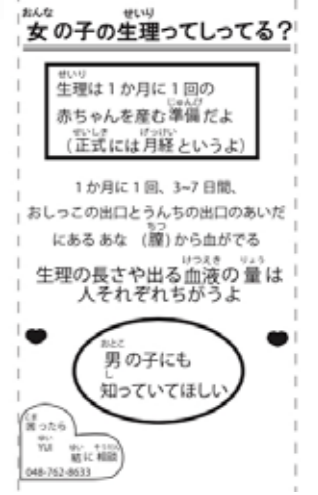 女の子の生理ってしってる？
生理は１か月に１回の
赤ちゃんを産む準備だよ
（正式には月経というよ）
１か月に１回、3~7日間、
おしっこの出口とうんちの出口のあいだ
にある あな （膣）から血がでる
生理の長さや出る血液の量は
人それぞれちがうよ
男の子にも
知っていてほしい
困ったら
YUI
結に相談
048-762-8633